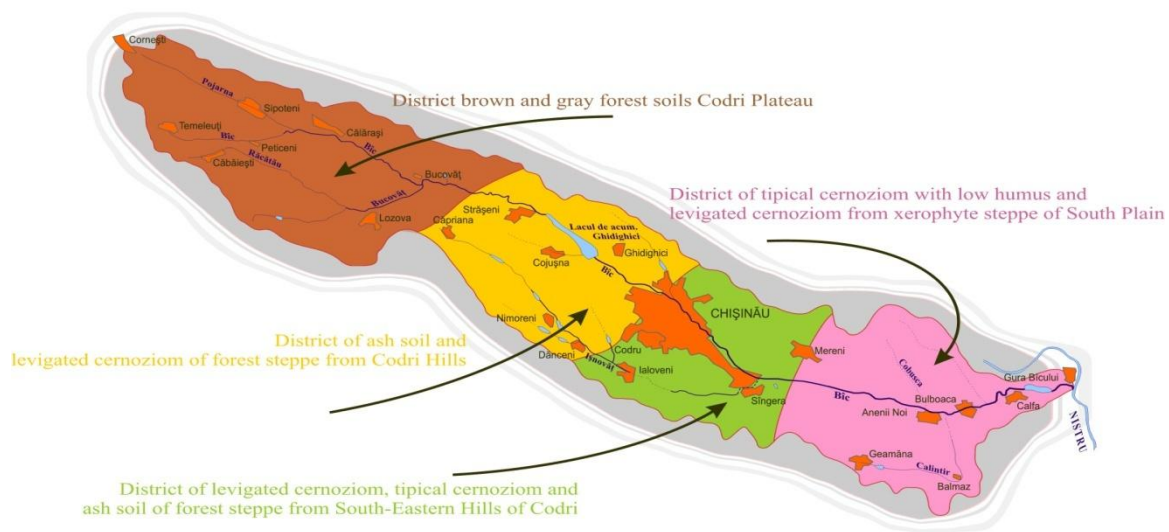 Cornești
Pojarna
Sipoteni
District brown and gray forest soils Codri Plateau
Temeleuți
Călărași
Bîc
Peticeni
Bîc
Răcătău
Căbăiești
Bucovăț
Bucovăț
Lozova
District of tipical cernoziom with low humus and
levigated cernoziom from xerophyte steppe of South Plain
Strășeni
Căpriana
Lacul de acum.
Ghidighici
Ghidighici
Cojușna
Bîc
CHIȘINĂU
Nimoreni
District of ash soil and
levigated cernoziom of forest steppe from Codri Hills
Dănceni
Codru
Ișnovăț
Ialoveni
Mereni
Cobusca
Gura Bîcului
Sîngera
Bîc
Bulboaca
Anenii Noi
Calfa
NISTRU
Geamăna
Calintir
Balmaz
District of levigated cernoziom, tipical cernoziom and
ash soil of forest steppe from South-Eastern Hills of Codri